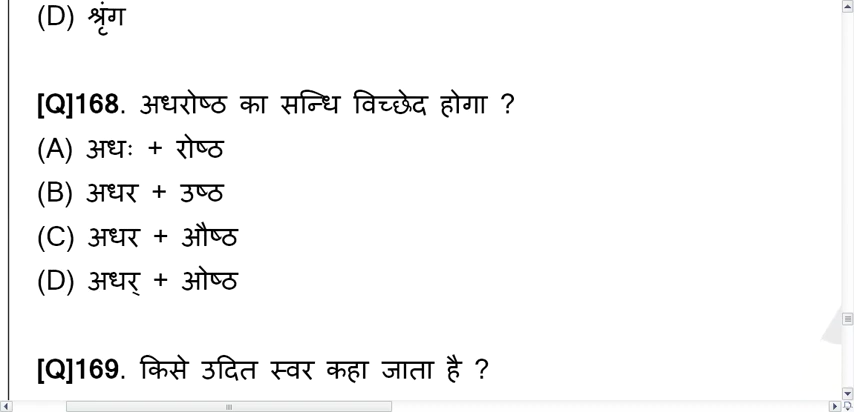 (D) श्रृंग
[Q]168. अधरोष्ठ का सन्धि विच्छेद होगा ?
(A) अधः + रोष्ठ
(B) अधर + उष्ठ
(C) अधर + औष्ठ
(D) अधर् + ओष्ठ
[Q]169. किसे उदित स्वर कहा जाता है ?